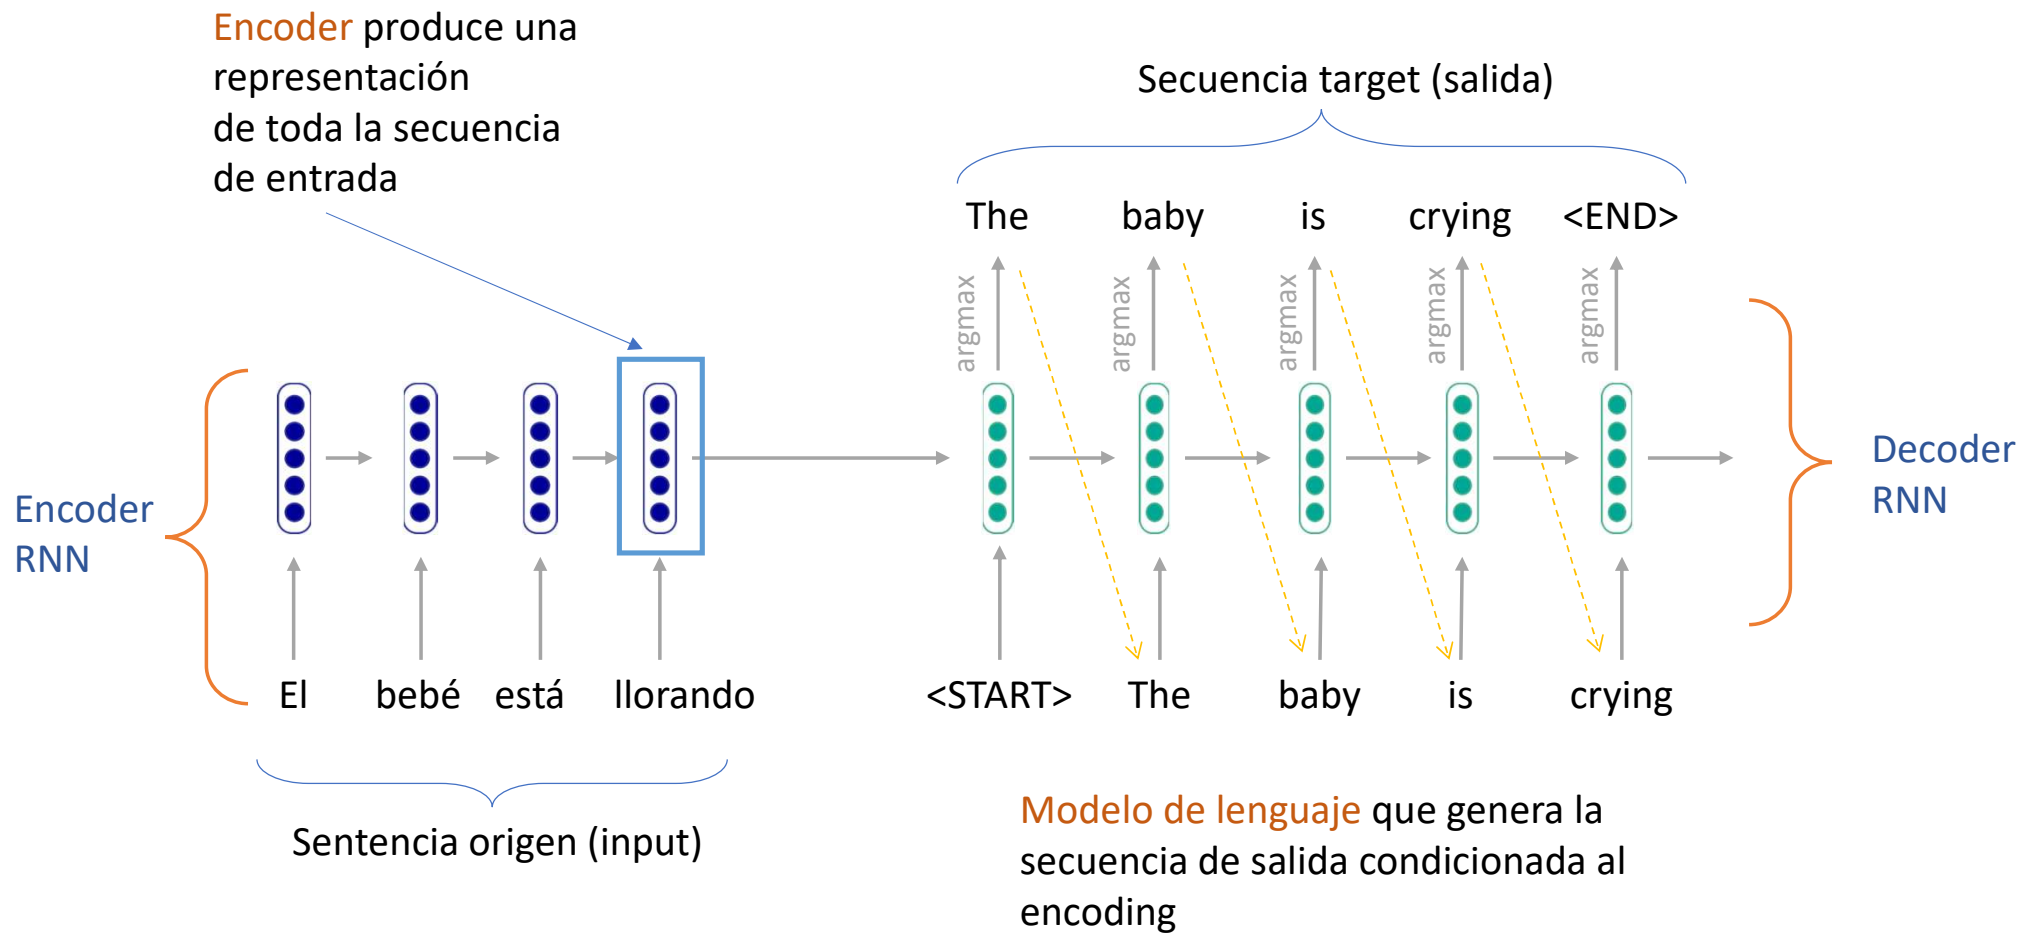 Encoder produce una
representación
de toda la secuencia
de entrada
Secuencia target (salida)
The baby is crying <END>
argmax argmax argmax argmax argmax
Encoder
RNN
Decoder
RNN
El bebé está llorando <START> The baby is crying
Sentencia origen (input)
Modelo de lenguaje que genera la
secuencia de salida condicionada al
encoding